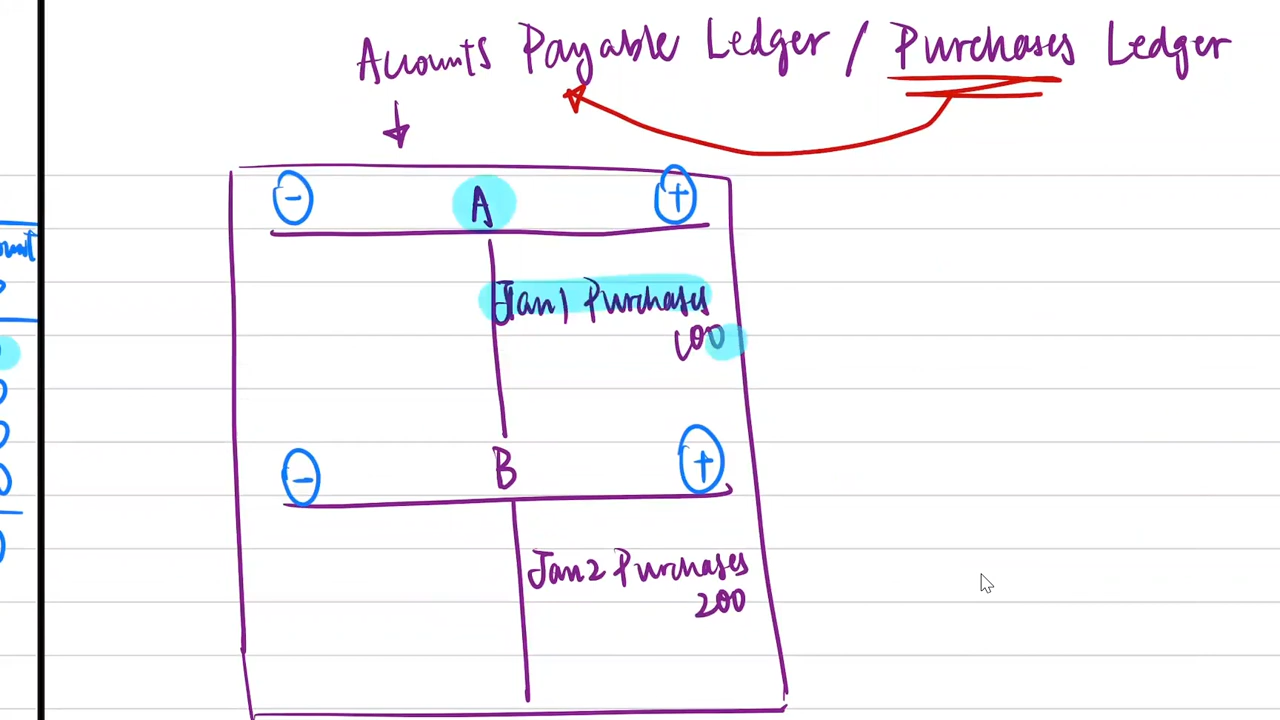 Accounts Payable Ledger / Purchases Ledger
- A +
Jan 1 Purchases
100
- B +
Jan 2 Purchases
200